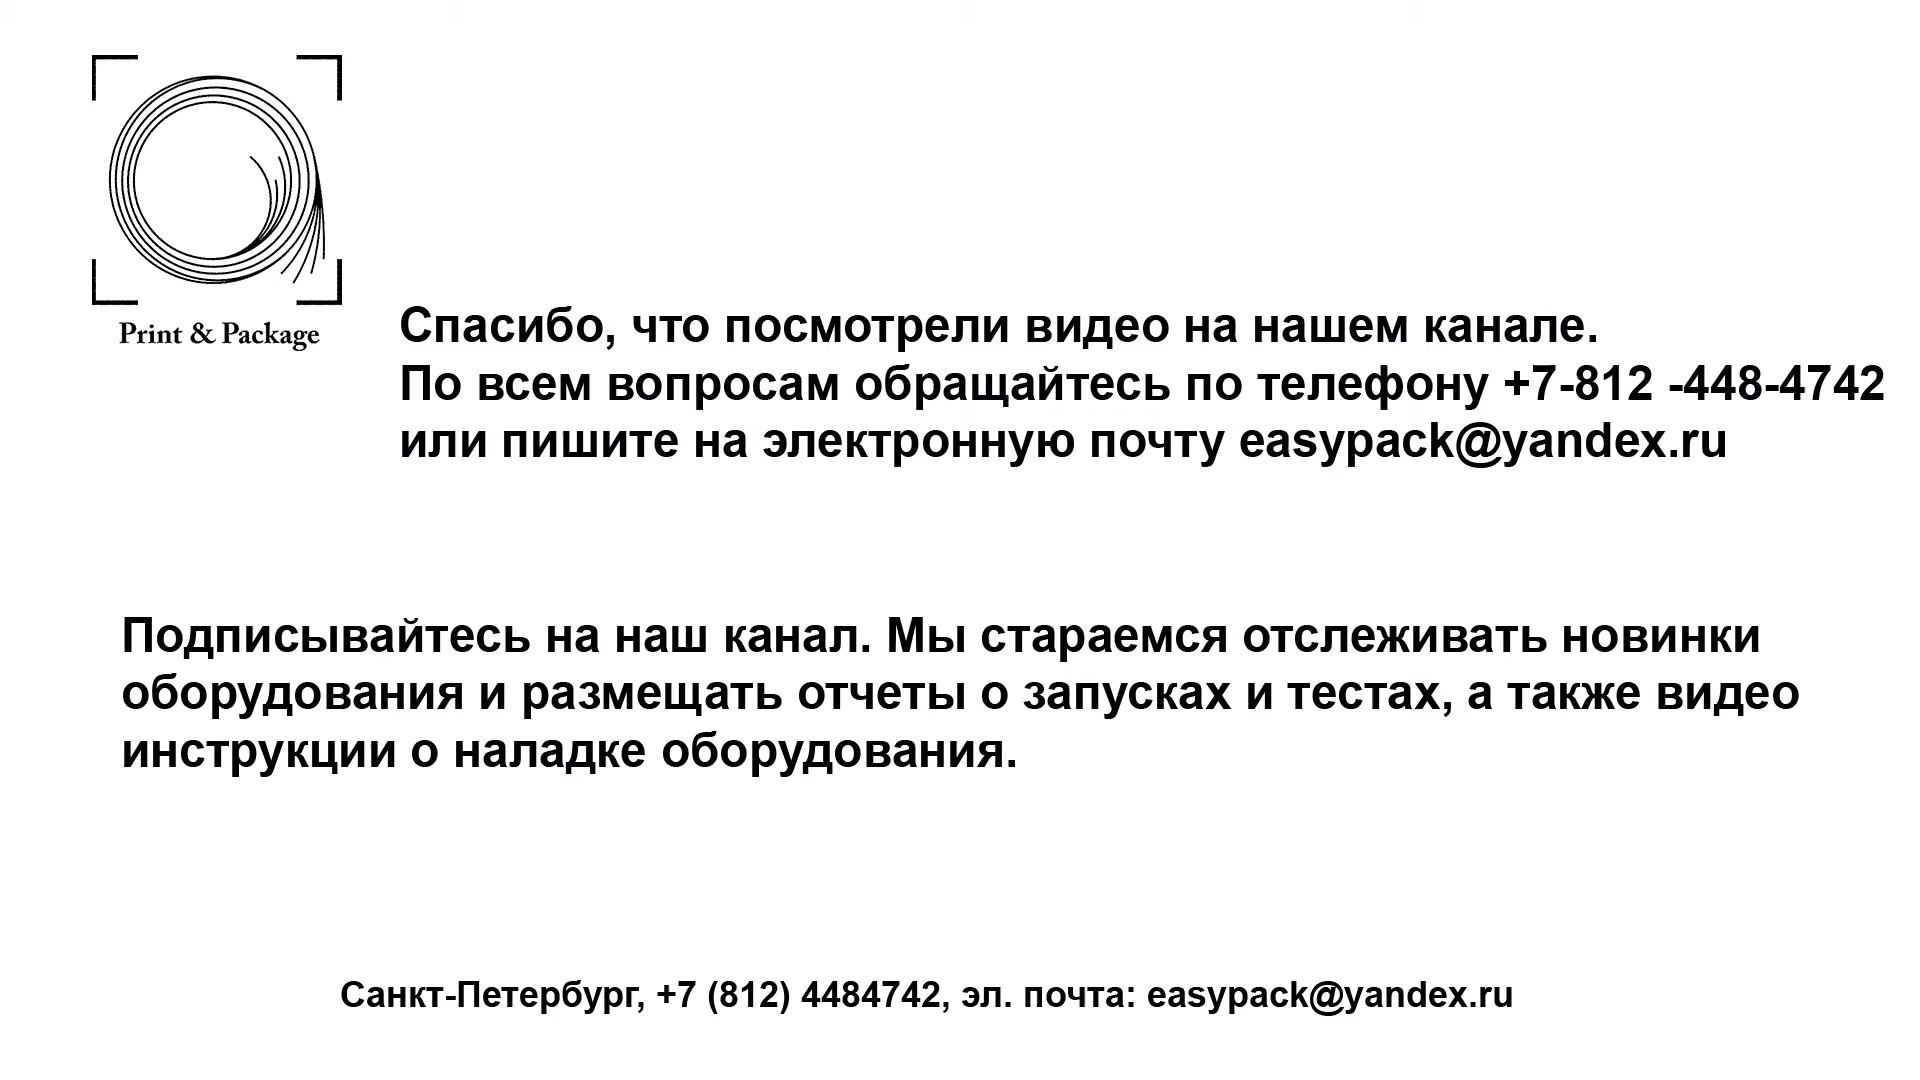 Print & Package
Спасибо, что посмотрели видео на нашем канале.
По всем вопросам обращайтесь по телефону +7-812 -448-4742
или пишите на электронную почту easypack@yandex.ru
Подписывайтесь на наш канал. Мы стараемся отслеживать новинки
оборудования и размещать отчеты о запусках и тестах, а также видео
инструкции о наладке оборудования.
Санкт-Петербург, +7 (812) 4484742, эл. почта: easypack@yandex.ru